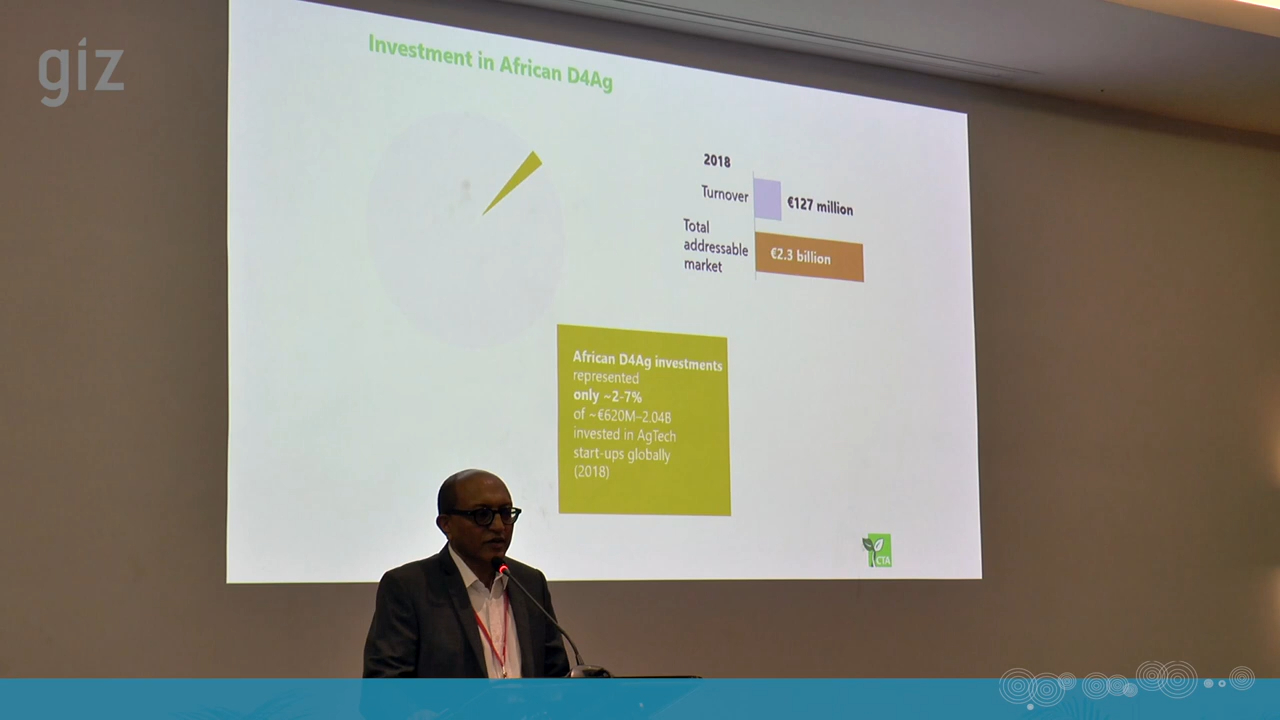 giz
Investment in African D4Ag
2018
Turnover
€127 million
Total
addressable
market
€2.3 billion
African D4Ag investments
represented
only ~2-7%
of ~€620M–2.04B
invested in AgTech
start-ups globally
(2018)
CTA